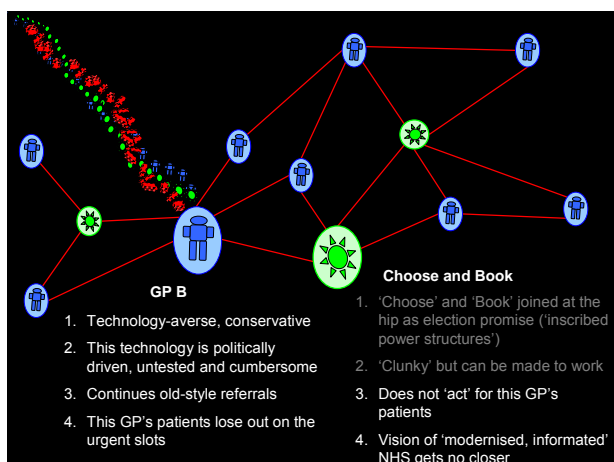 GP B
1. Technology-averse, conservative
2. This technology is politically
driven, untested and cumbersome
3. Continues old-style referrals
4. This GP's patients lose out on the
urgent slots
Choose and Book
1. 'Choose' and 'Book' joined at the
hip as election promise ('inscribed
power structures')
2. 'Clunky' but can be made to work
3. Does not 'act' for this GP's
patients
4. Vision of 'modernised, informated'
NHS gets no closer